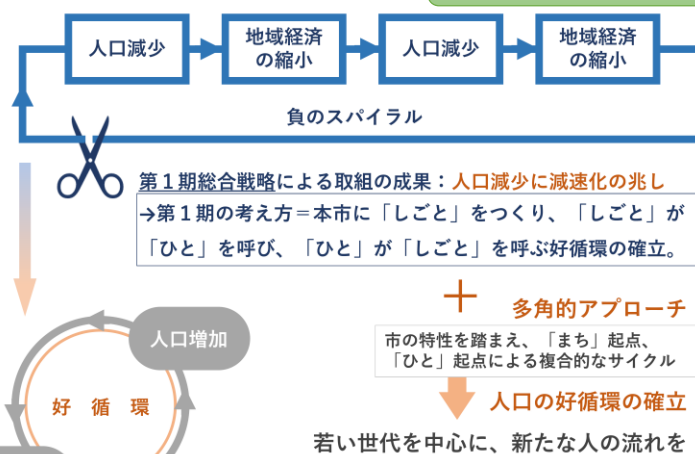 人口減少
地域経済
の縮小
人口減少
地域経済
の縮小
負のスパイラル
第１期総合戦略による取組の成果：人口減少に減速化の兆し
→第１期の考え方＝本市に「しごと」をつくり、「しごと」が
「ひと」を呼び、「ひと」が「しごと」を呼ぶ好循環の確立。
＋
多角的アプローチ
市の特性を踏まえ、「まち」起点、
「ひと」起点による複合的なサイクル
人口増加
好循環
人口の好循環の確立
若い世代を中心に、新たな人の流れを